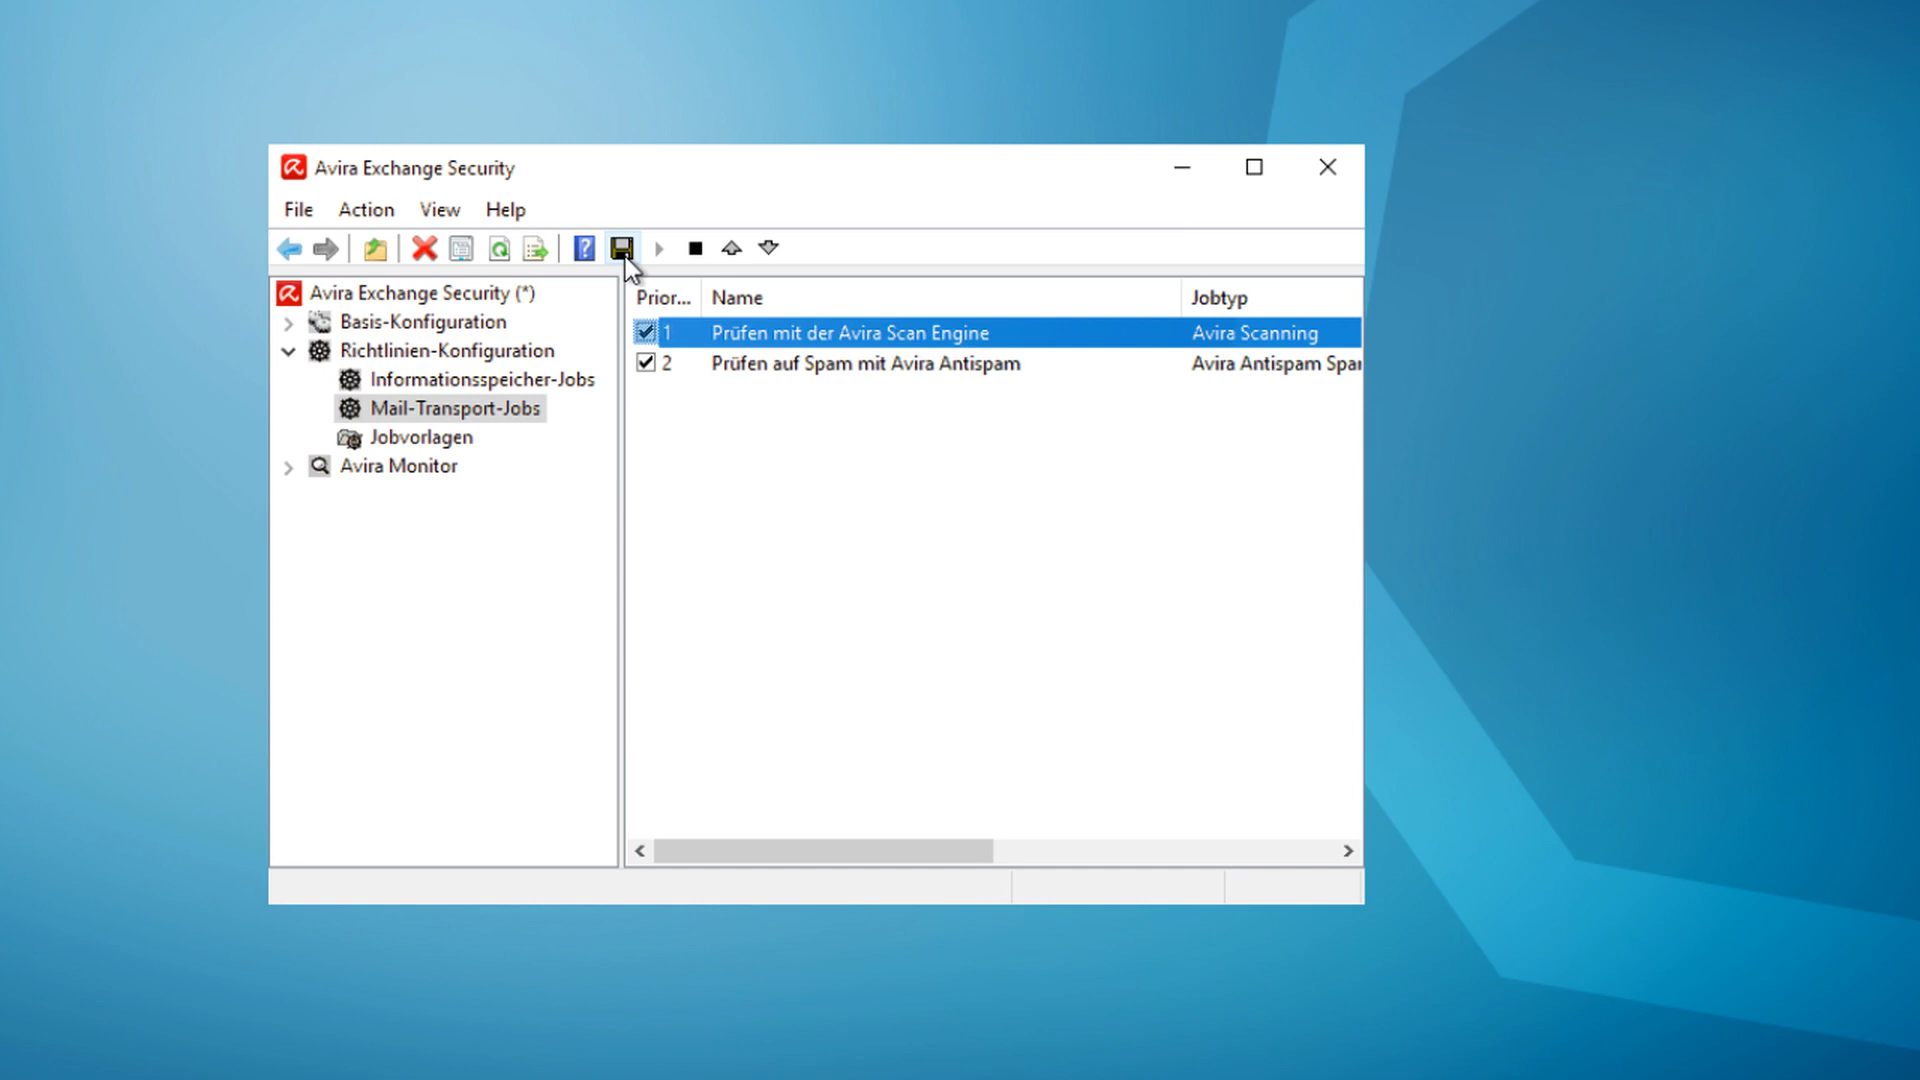 Avira Exchange Security
File Action View Help
Avira Exchange Security (*)
Basis-Konfiguration
Richtlinien-Konfiguration
Informationsspeicher-Jobs
Mail-Transport-Jobs
Jobvorlagen
Avira Monitor
Prior... Name Jobtyp
1 Prüfen mit der Avira Scan Engine Avira Scanning
2 Prüfen auf Spam mit Avira Antispam Avira Antispam Spar